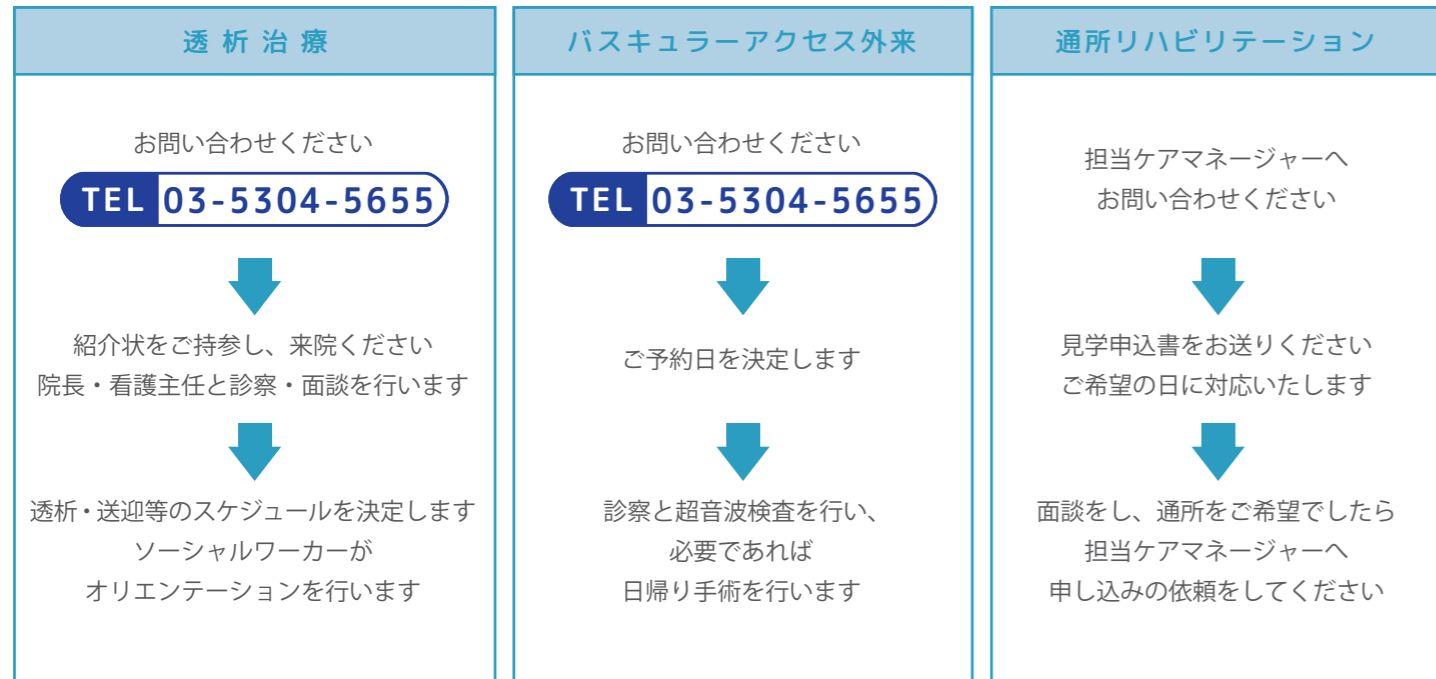 透析治療
お問い合わせください
TEL 03-5304-5655
紹介状をご持参し、来院ください
院長・看護主任と診察・面談を行います
透析・送迎等のスケジュールを決定します
ソーシャルワーカーが
オリエンテーションを行います
バスキュラーアクセス外来
お問い合わせください
TEL 03-5304-5655
ご予約日を決定します
診察と超音波検査を行い、
必要であれば
日帰り手術を行います
通所リハビリテーション
担当ケアマネージャーへ
お問い合わせください
見学申込書をお送りください
ご希望の日に対応いたします
面談をし、通所をご希望でしたら
担当ケアマネージャーへ
申し込みの依頼をしてください